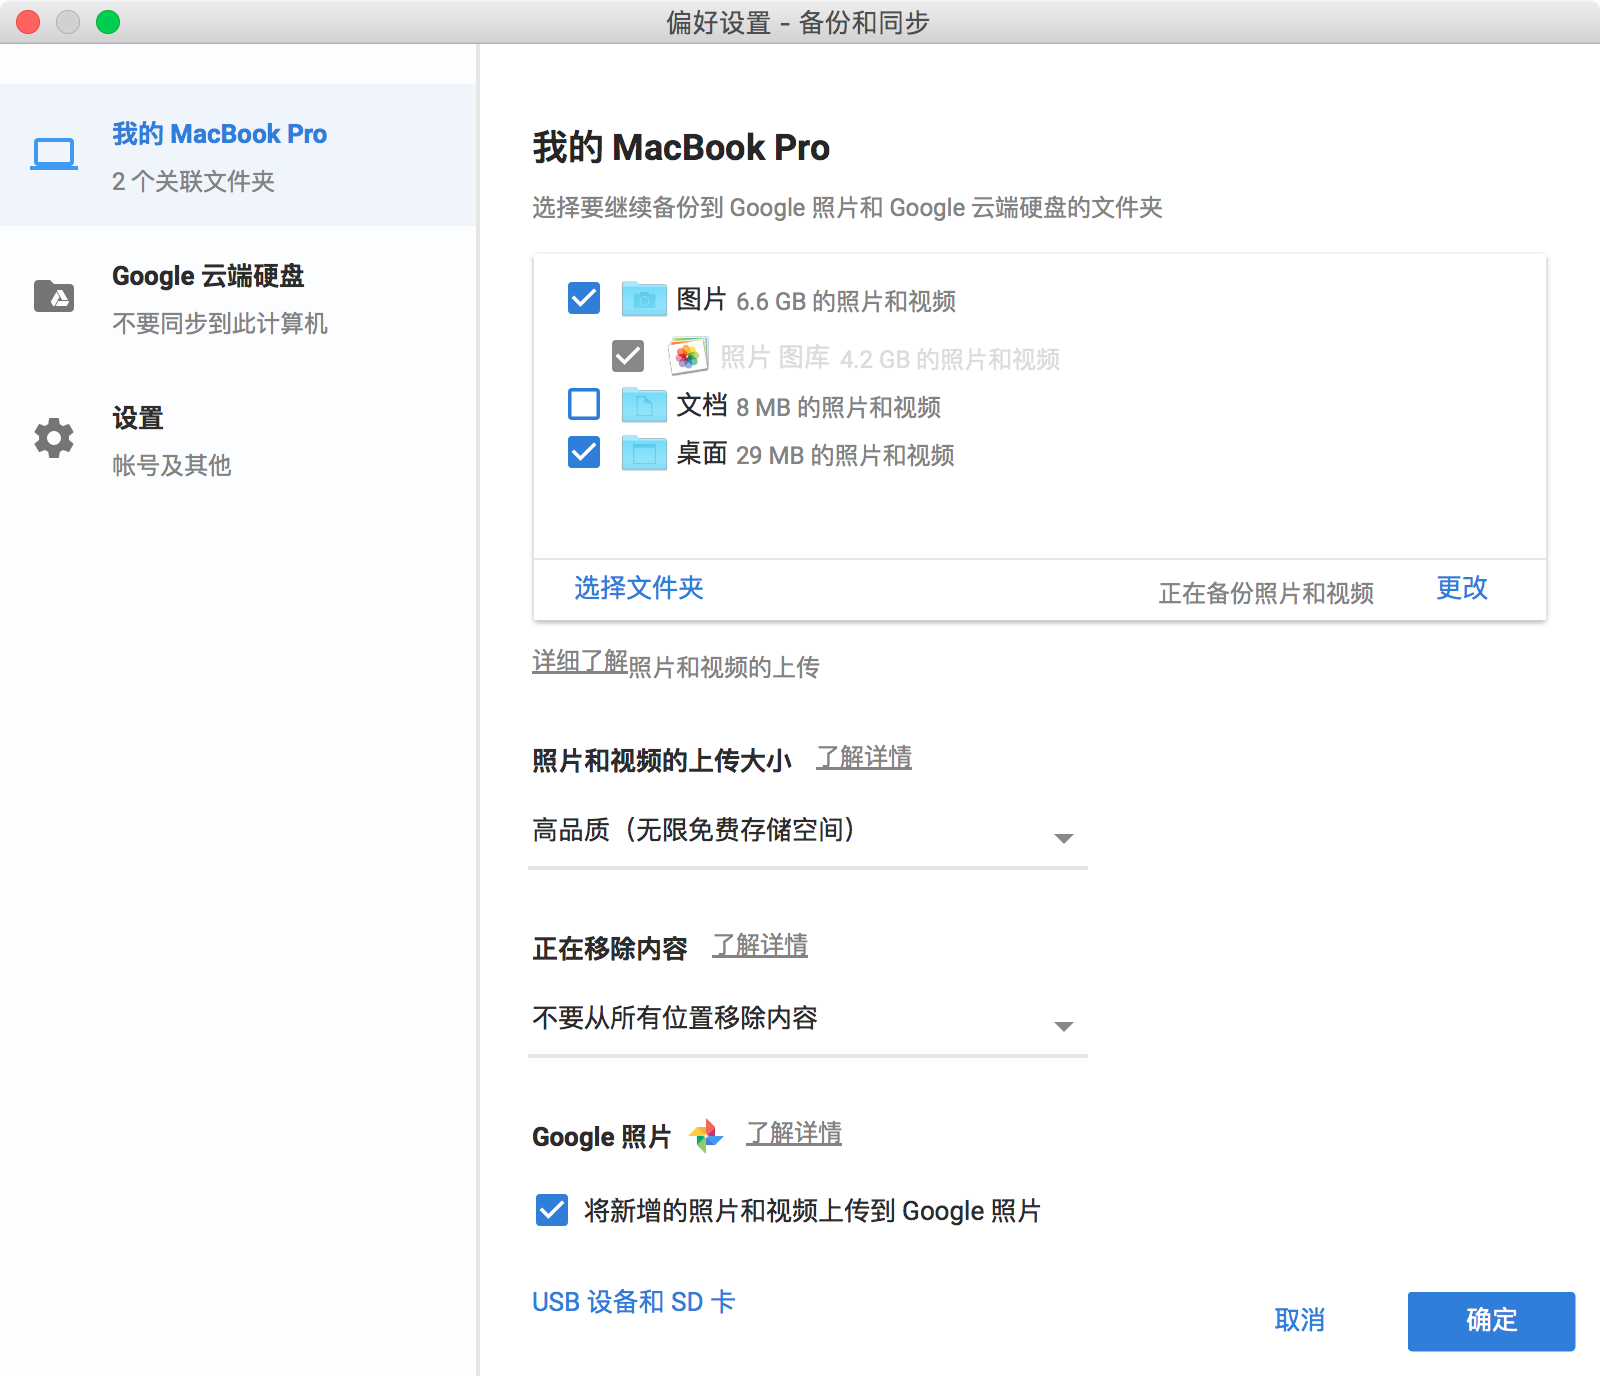 偏好设置 - 备份和同步
我的 MacBook Pro
2 个关联文件夹
Google 云端硬盘
不要同步到此计算机
设置
帐号及其他
我的 MacBook Pro
选择要继续备份到 Google 照片和 Google 云端硬盘的文件夹
图片 6.6 GB 的照片和视频
照片 图库 4.2 GB 的照片和视频
文档 8 MB 的照片和视频
桌面 29 MB 的照片和视频
选择文件夹 正在备份照片和视频 更改
详细了解照片和视频的上传
照片和视频的上传大小 了解详情
高品质（无限免费存储空间）
正在移除内容 了解详情
不要从所有位置移除内容
Google 照片 了解详情
将新增的照片和视频上传到 Google 照片
USB 设备和 SD 卡
取消 确定